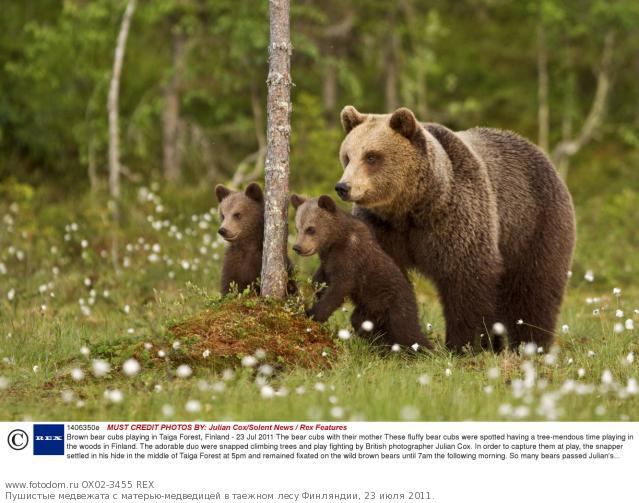 1406350e MUST CREDIT PHOTOS BY: Julian Cox/Solent News / Rex Features
© REX Brown bear cubs playing in Taiga Forest, Finland - 23 Jul 2011 The bear cubs with their mother These fluffy bear cubs were spotted having a tree-mendous time playing in
the woods in Finland. The adorable duo were snapped climbing trees and play fighting by British photographer Julian Cox. In order to capture them at play, the snapper
settled in his hide in the middle of Taiga Forest at 5pm and remained fixated on the wild brown bears until 7am the following morning. So many bears passed Julian's...
www.fotodom.ru OX02-3455 REX
Пушистые медвежата с матерью-медведицей в таежном лесу Финляндии, 23 июля 2011.